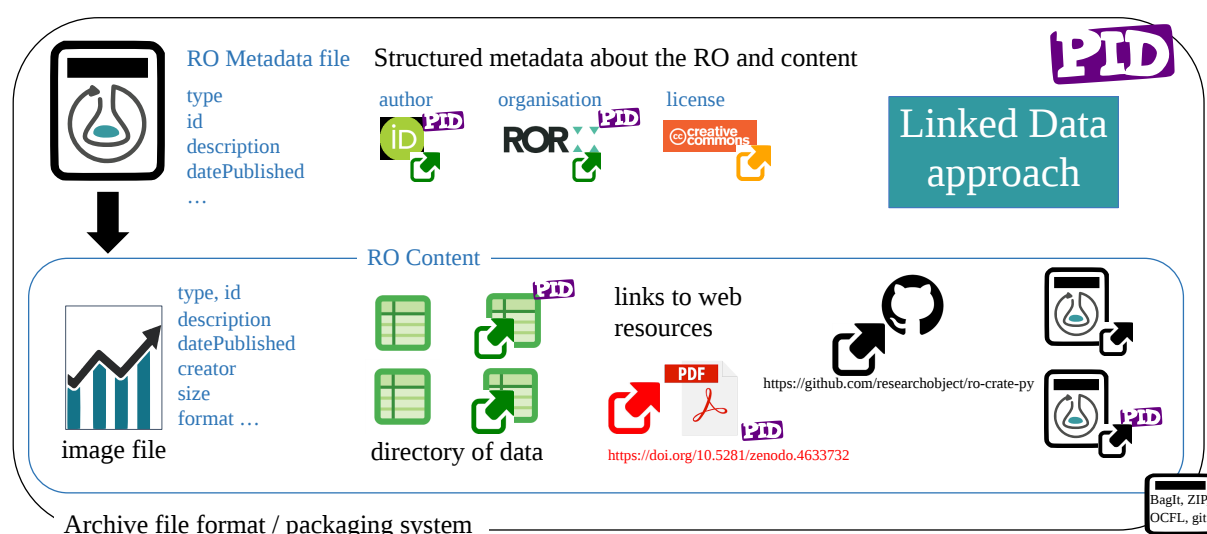 RO Metadata file
Structured metadata about the RO and content
PID
type
id
description
datePublished
…
author
organisation
license
iD
PID
ROR
PID
cc creative
commons
Linked Data
approach
RO Content
type, id
description
datePublished
creator
size
format …
image file
PID
directory of data
links to web
resources
PDF
PID
https://doi.org/10.5281/zenodo.4633732
https://github.com/researchobject/ro-crate-py
PID
BagIt, ZIP
OCFL, git
Archive file format / packaging system